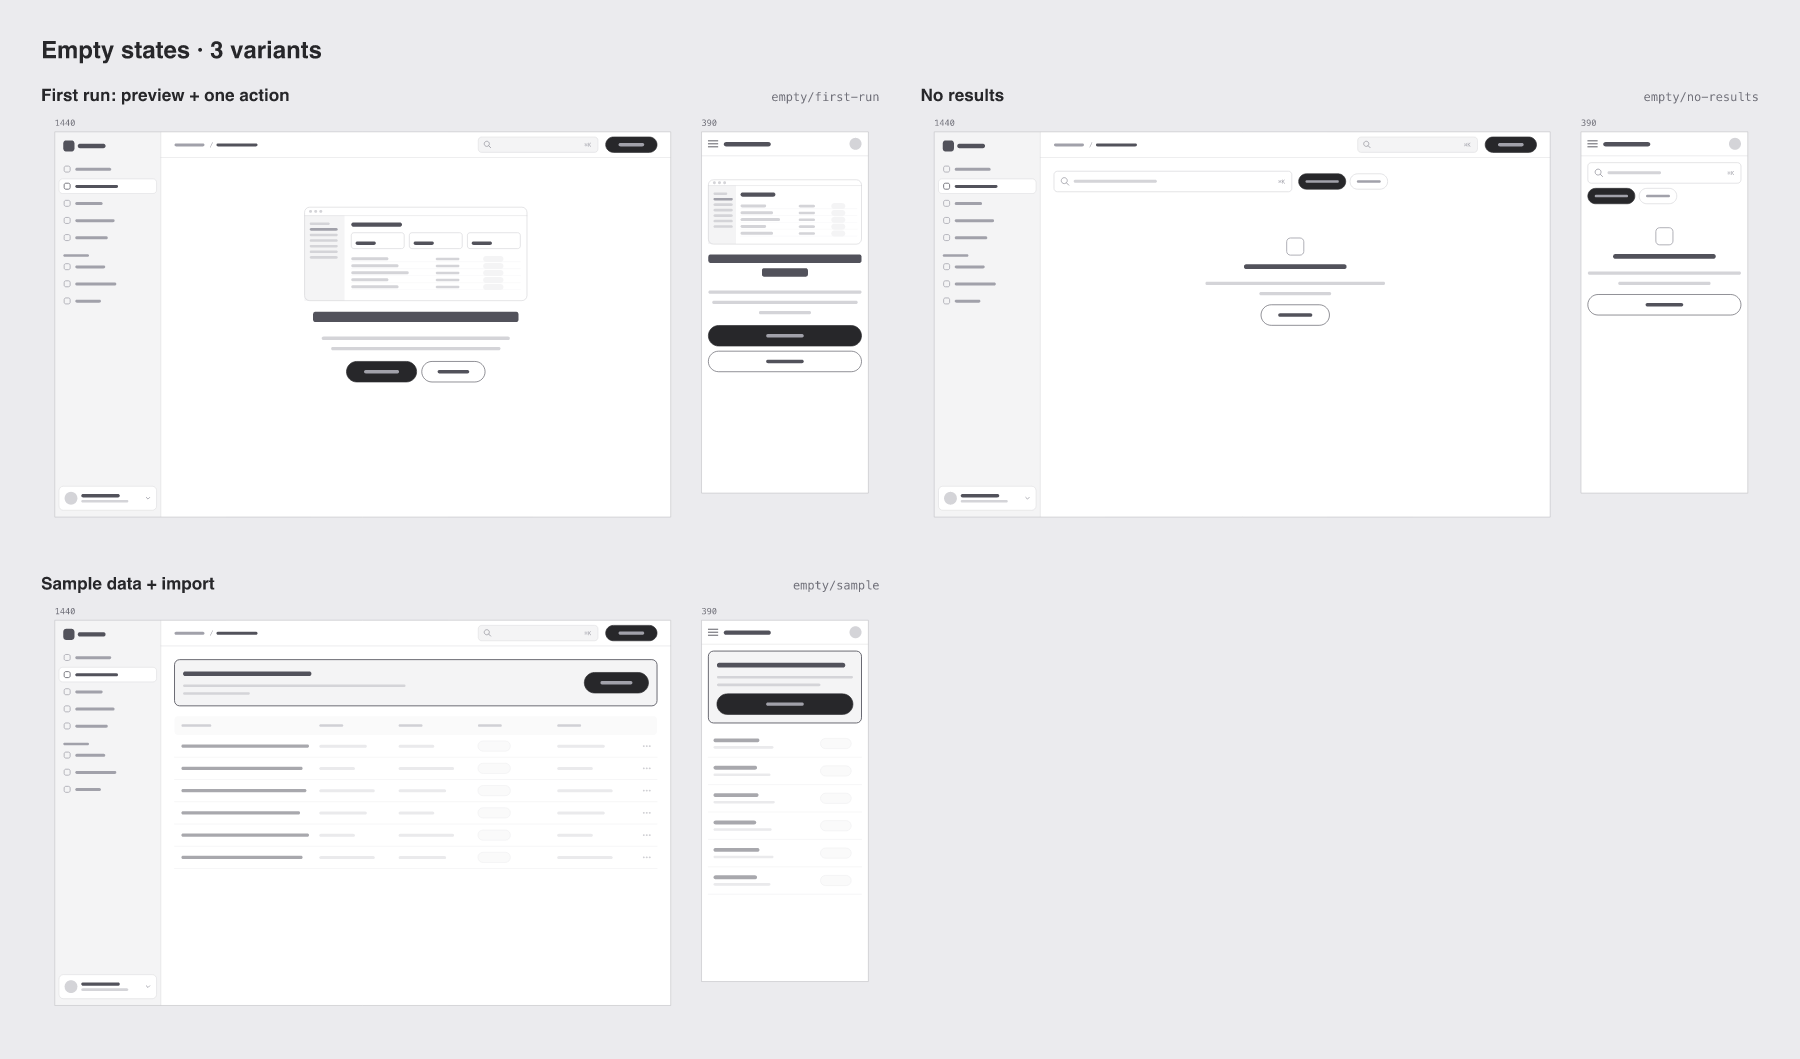 Empty states · 3 variants
First run: preview + one action
empty/first-run
1440
/
⌘K
390
No results
empty/no-results
1440
/
⌘K
⌘K
390
⌘K
Sample data + import
empty/sample
1440
/
⌘K
390